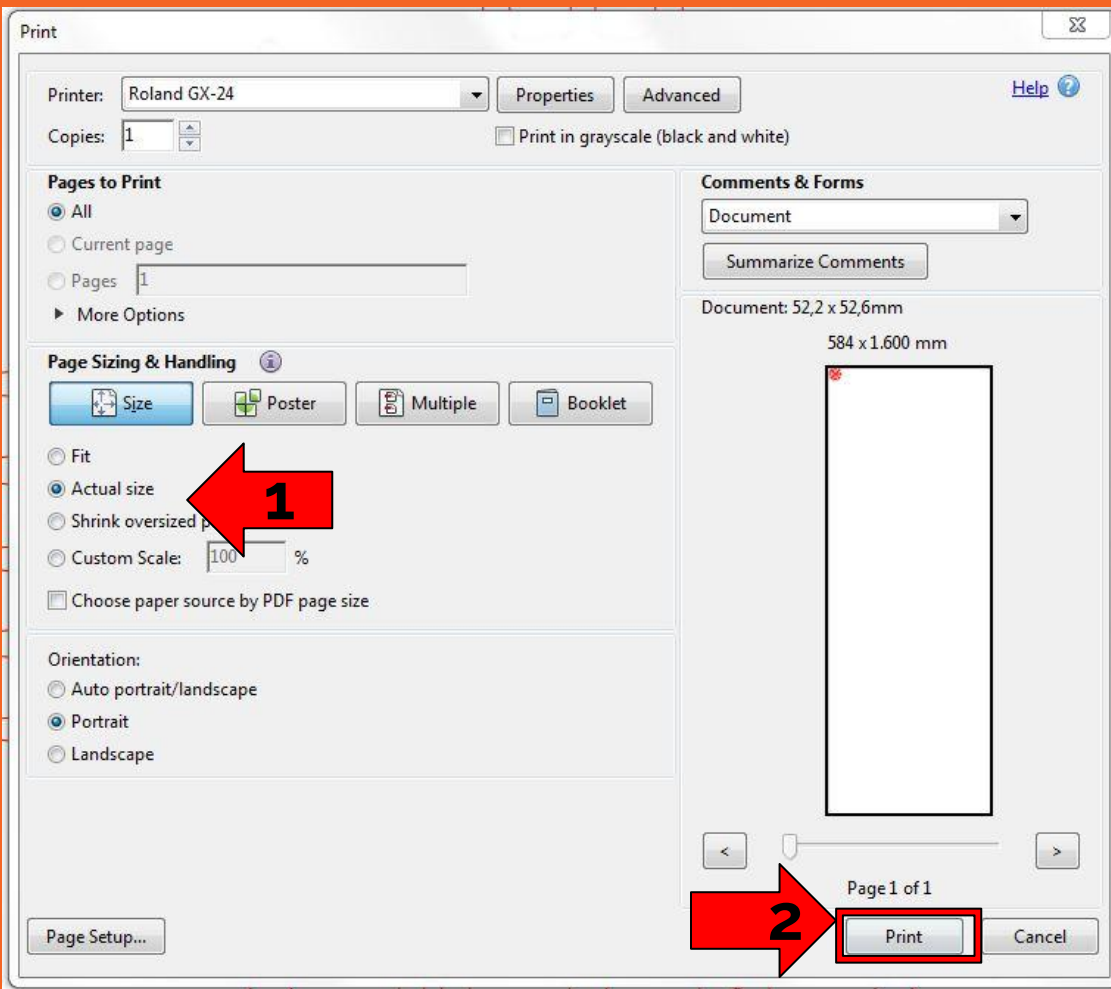 Print
Printer: Roland GX-24 Properties Advanced Help
Copies: 1 Print in grayscale (black and white)
Pages to Print
All
Current page
Pages 1
More Options
Comments & Forms
Document
Summarize Comments
Document: 52,2 x 52,6mm
584 x 1.600 mm
Page Sizing & Handling
Size Poster Multiple Booklet
Fit
Actual size
1
Shrink oversized p
Custom Scale: 100 %
Choose paper source by PDF page size
Orientation:
Auto portrait/landscape
Portrait
Landscape
< >
Page 1 of 1
2
Page Setup... Print Cancel